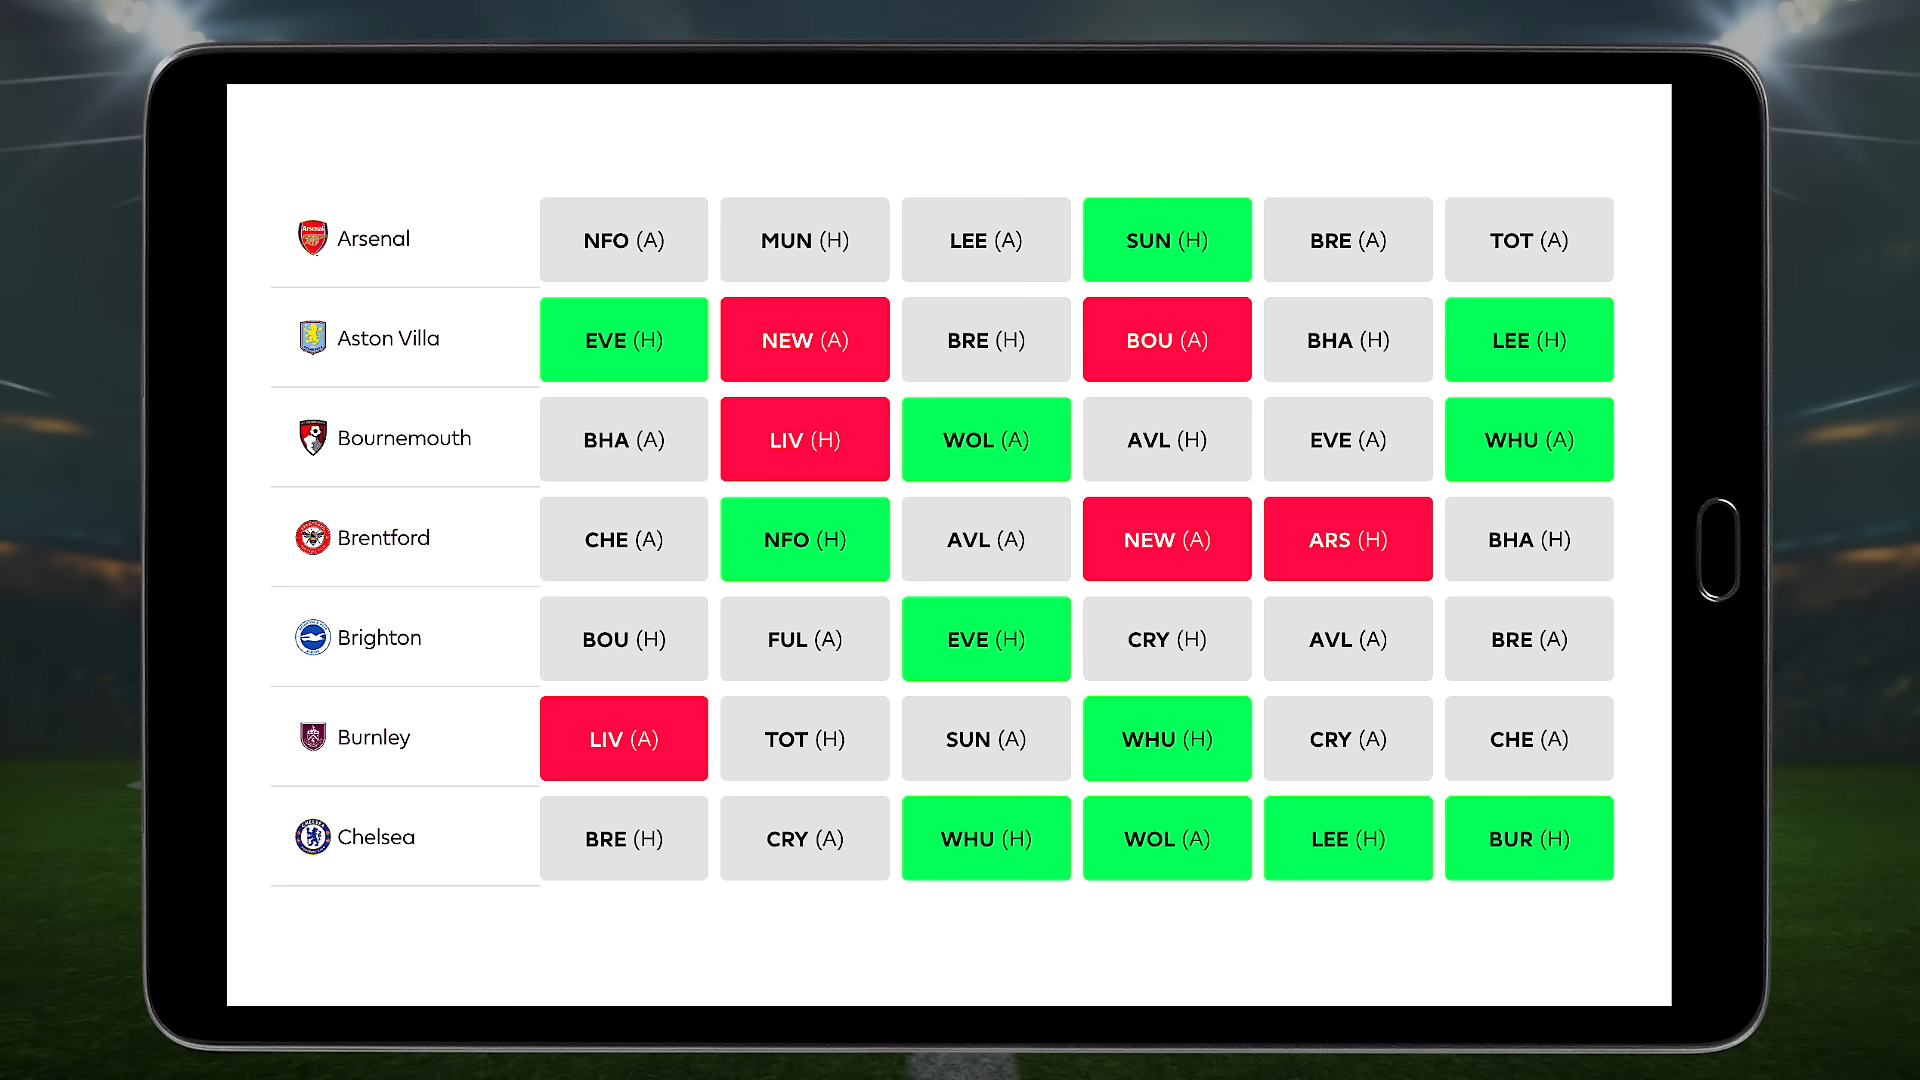 Arsenal NFO (A) MUN (H) LEE (A) SUN (H) BRE (A) TOT (A)
Aston Villa EVE (H) NEW (A) BRE (H) BOU (A) BHA (H) LEE (H)
Bournemouth BHA (A) LIV (H) WOL (A) AVL (H) EVE (A) WHU (A)
Brentford CHE (A) NFO (H) AVL (A) NEW (A) ARS (H) BHA (H)
Brighton BOU (H) FUL (A) EVE (H) CRY (H) AVL (A) BRE (A)
Burnley LIV (A) TOT (H) SUN (A) WHU (H) CRY (A) CHE (A)
Chelsea BRE (H) CRY (A) WHU (H) WOL (A) LEE (H) BUR (H)